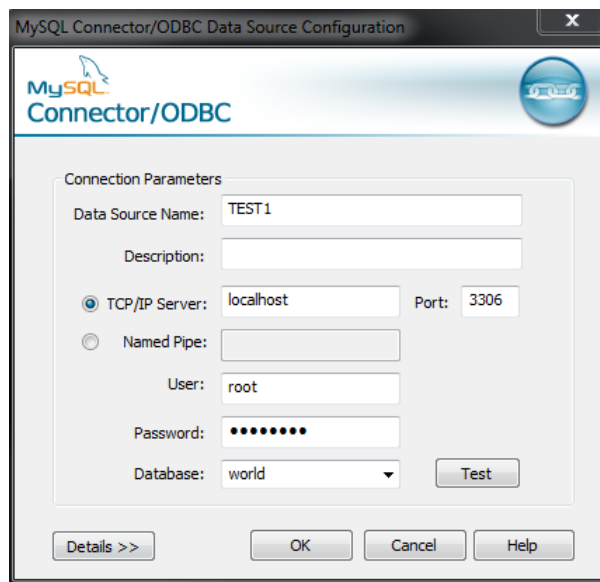 MySQL Connector/ODBC Data Source Configuration
x
MySQL
Connector/ODBC
Connection Parameters
Data Source Name: TEST1
Description:
TCP/IP Server: localhost Port: 3306
Named Pipe:
User: root
Password: ●●●●●●●●
Database: world Test
Details >> OK Cancel Help